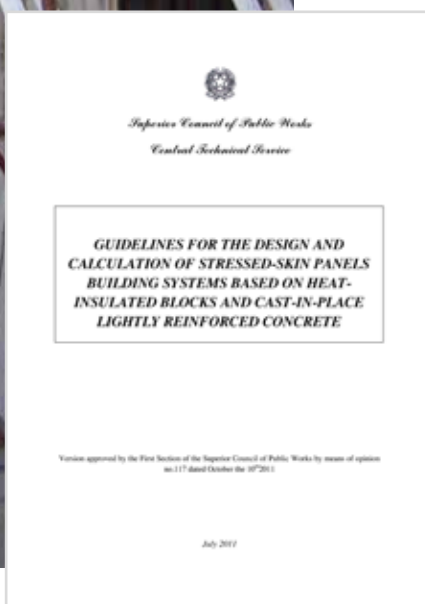 Superior Council of Public Works
Central Technical Service
GUIDELINES FOR THE DESIGN AND
CALCULATION OF STRESSED-SKIN PANELS
BUILDING SYSTEMS BASED ON HEAT-
INSULATED BLOCKS AND CAST-IN-PLACE
LIGHTLY REINFORCED CONCRETE
Version approved by the First Section of the Superior Council of Public Works by means of opinion
no.117 dated October the 10th2011
July 2011